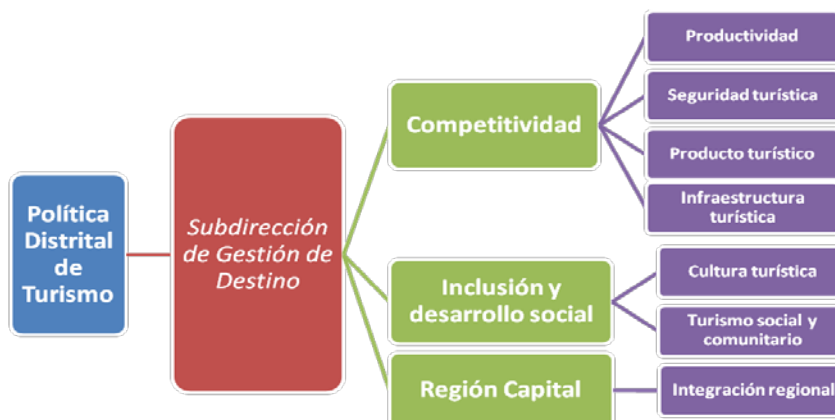 Política
Distrital
de
Turismo
Subdirección
de Gestión de
Destino
Competitividad
Productividad
Seguridad turística
Producto turístico
Infraestructura
turística
Inclusión y
desarrollo social
Cultura turística
Turismo social y
comunitario
Región Capital
Integración regional